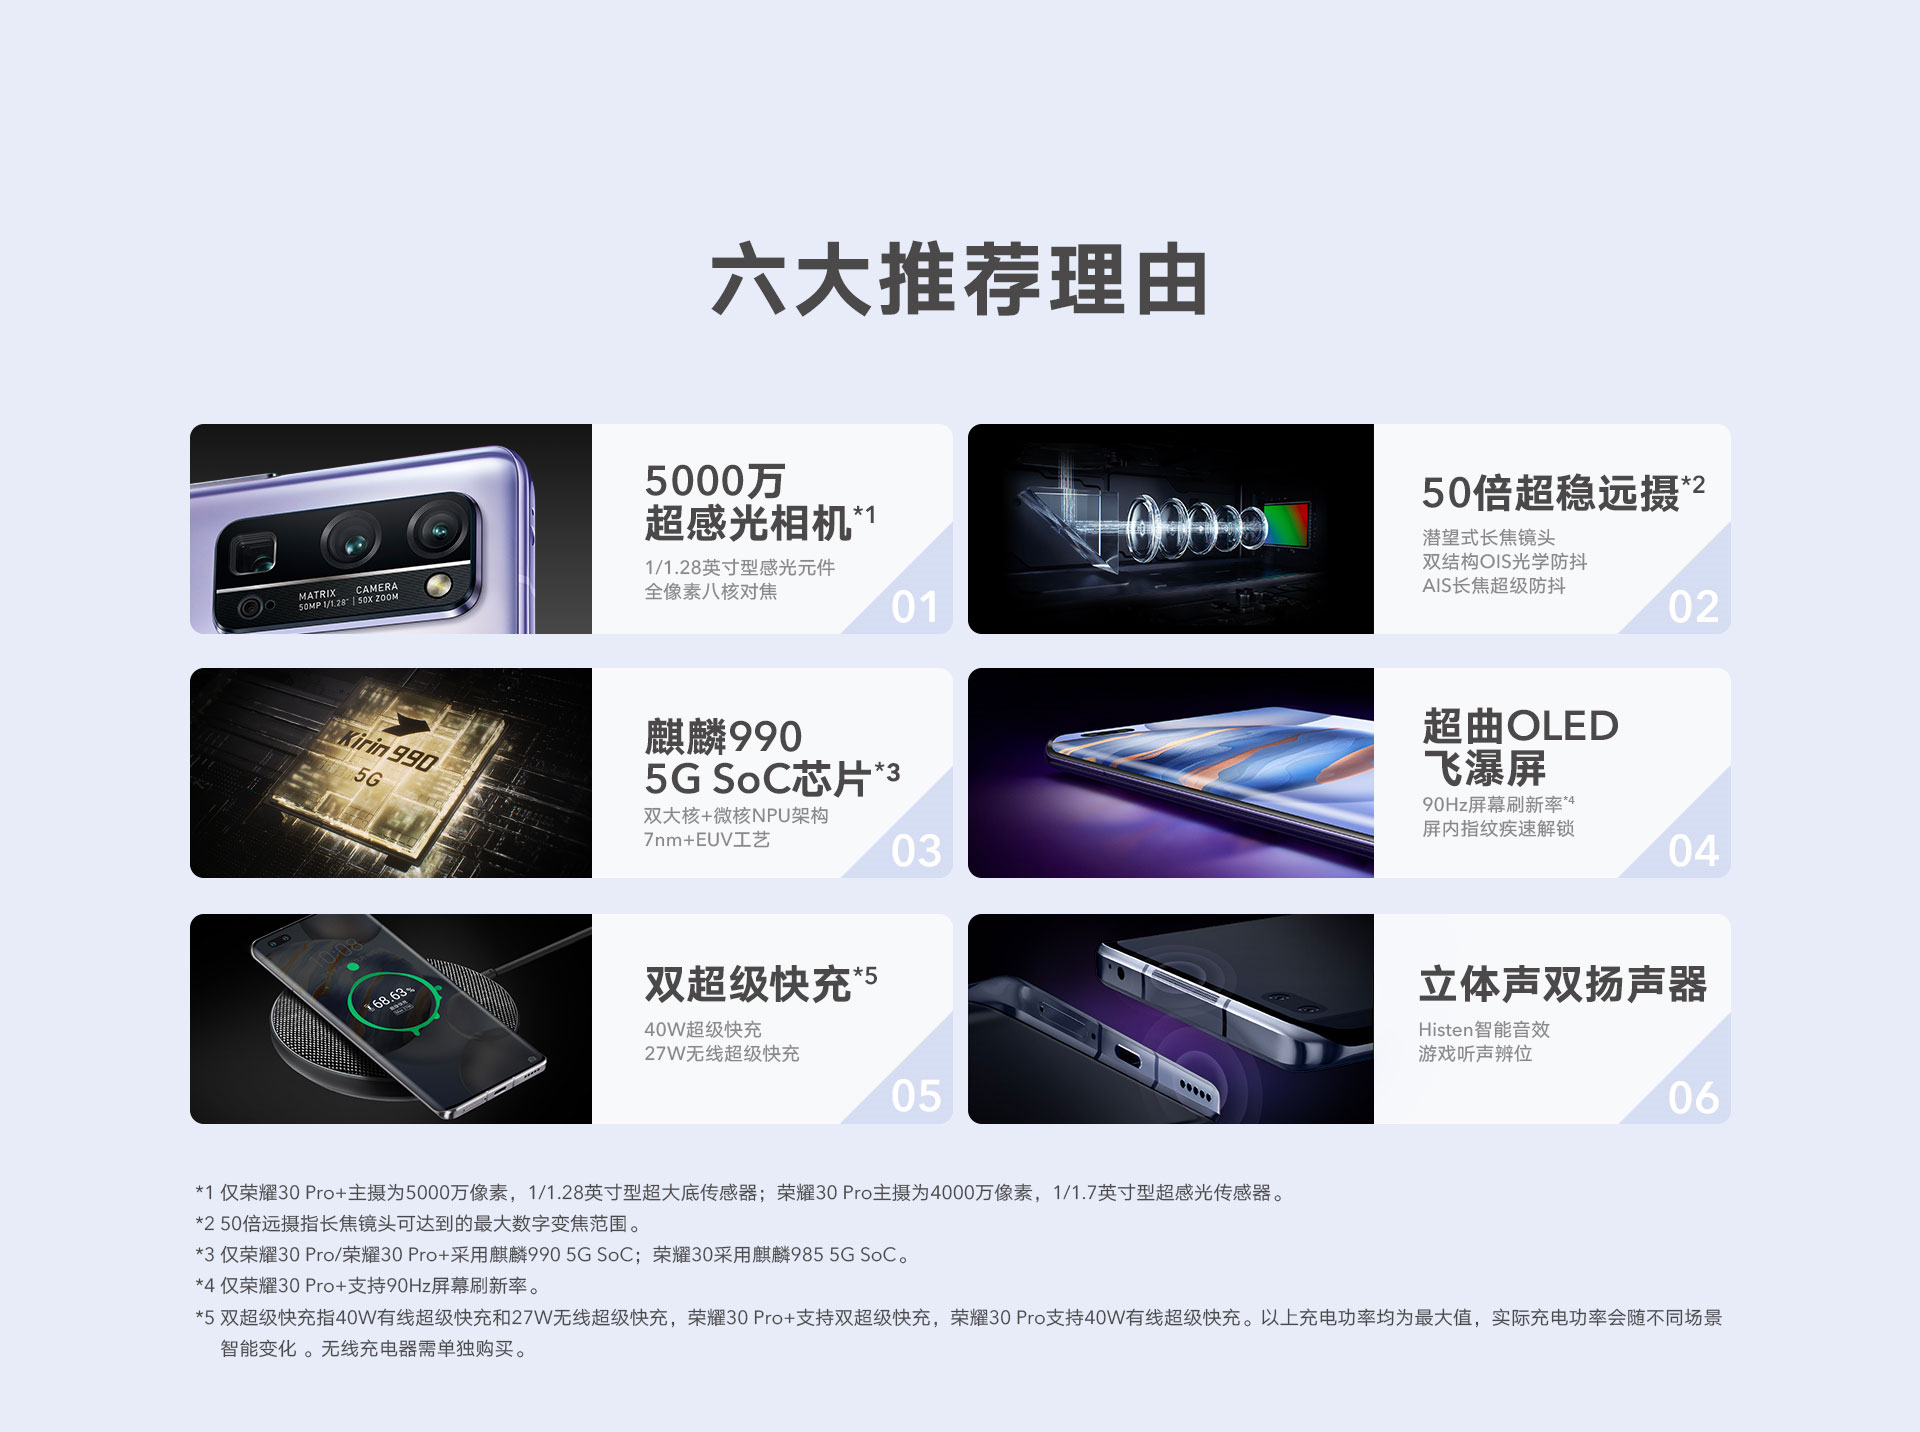 六大推荐理由
MATRIX CAMERA
50MP 1/1.28" | 50X ZOOM
5000万
超感光相机*1
1/1.28英寸型感光元件
全像素八核对焦
01
50倍超稳远摄*2
潜望式长焦镜头
双结构OIS光学防抖
AIS长焦超级防抖
02
Kirin 990
5G
麒麟990
5G SoC芯片*3
双大核+微核NPU架构
7nm+EUV工艺
03
超曲OLED
飞瀑屏
90Hz屏幕刷新率*4
屏内指纹疾速解锁
04
10:08
68.63%
双超级快充*5
40W超级快充
27W无线超级快充
05
立体声双扬声器
Histen智能音效
游戏听声辨位
06
*1 仅荣耀30 Pro+主摄为5000万像素，1/1.28英寸型超大底传感器；荣耀30 Pro主摄为4000万像素，1/1.7英寸型超感光传感器。
*2 50倍远摄指长焦镜头可达到的最大数字变焦范围。
*3 仅荣耀30 Pro/荣耀30 Pro+采用麒麟990 5G SoC；荣耀30采用麒麟985 5G SoC。
*4 仅荣耀30 Pro+支持90Hz屏幕刷新率。
*5 双超级快充指40W有线超级快充和27W无线超级快充，荣耀30 Pro+支持双超级快充，荣耀30 Pro支持40W有线超级快充。以上充电功率均为最大值，实际充电功率会随不同场景
智能变化 。无线充电器需单独购买。